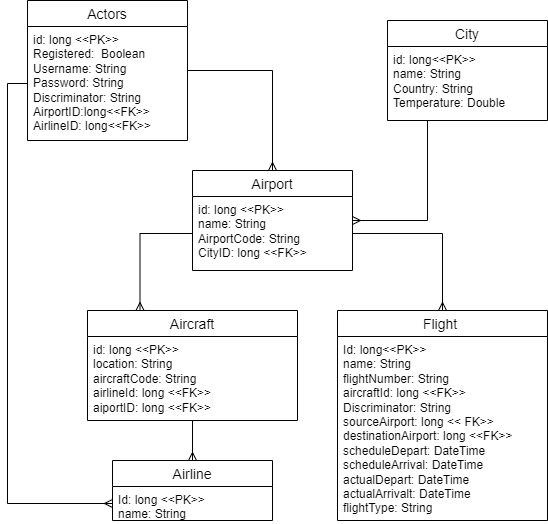 Actors
id: long <<PK>>
Registered: Boolean
Username: String
Password: String
Discriminator: String
AirportID:long<<FK>>
AirlineID: long<<FK>>
City
id: long<<PK>>
name: String
Country: String
Temperature: Double
Airport
id: long <<PK>>
name: String
AirportCode: String
CityID: long <<FK>>
Aircraft
id: long <<PK>>
location: String
aircraftCode: String
airlineId: long <<FK>>
aiportID: long <<FK>>
Flight
Id: long<<PK>>
name: String
flightNumber: String
aircraftId: long <<FK>>
Discriminator: String
sourceAirport: long << FK>>
destinationAirport: long <<FK>>
scheduleDepart: DateTime
scheduleArrival: DateTime
actualDepart: DateTime
actualArrivalt: DateTime
flightType: String
Airline
Id: long <<PK>>
name: String